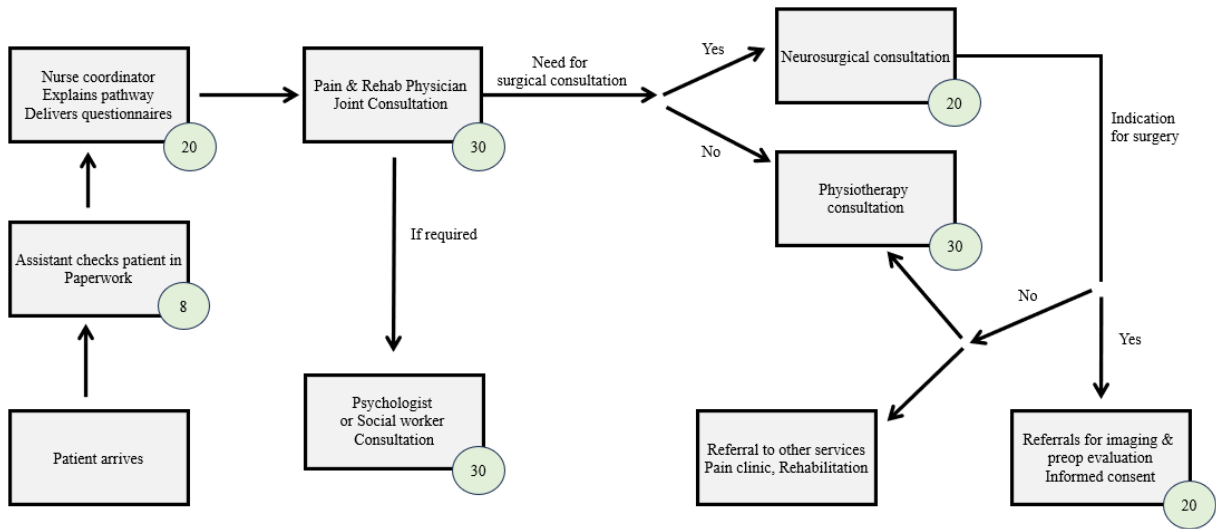 Patient arrives
Assistant checks patient in
Paperwork
8
Nurse coordinator
Explains pathway
Delivers questionnaires
20
Pain & Rehab Physician
Joint Consultation
30
If required
Psychologist
or Social worker
Consultation
30
Need for
surgical consultation
Yes
Neurosurgical consultation
20
No
Physiotherapy
consultation
30
Indication
for surgery
No
Referral to other services
Pain clinic, Rehabilitation
Yes
Referrals for imaging &
preop evaluation
Informed consent
20